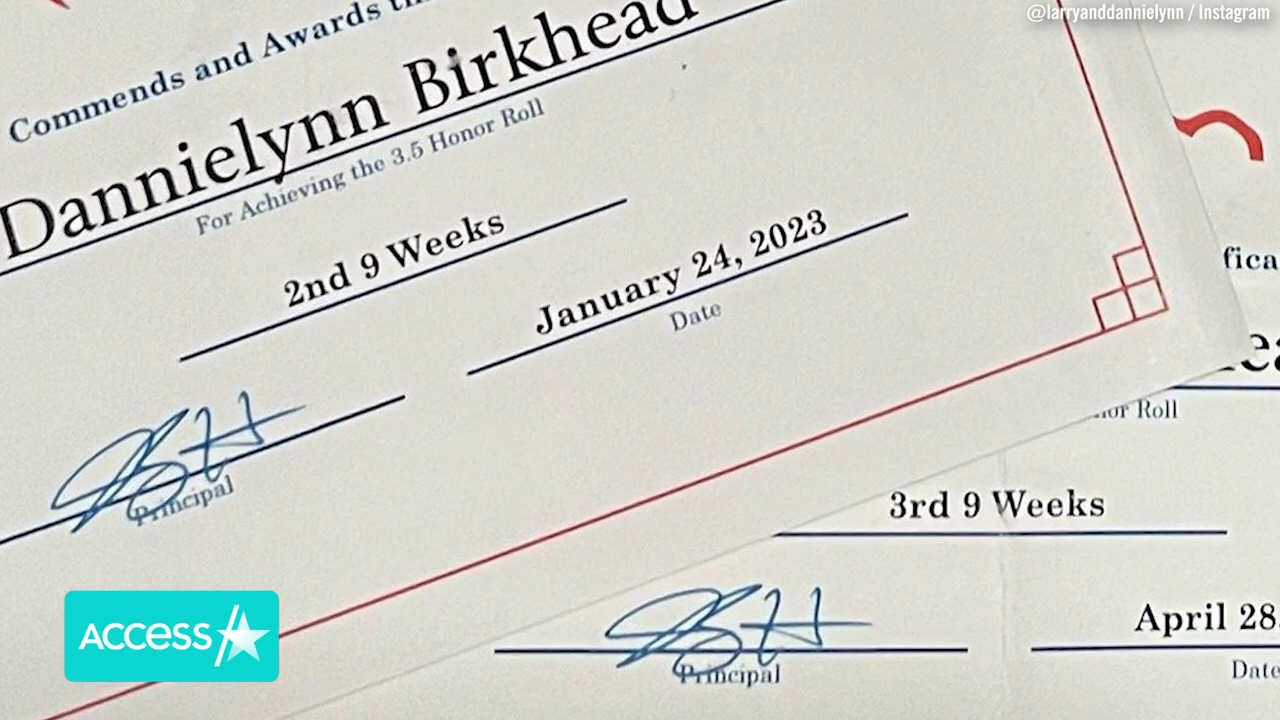 @larryanddannielynn / Instagram
Commends and Awards
Dannielynn Birkhead
For Achieving the 3.5 Honor Roll
2nd 9 Weeks
January 24, 2023
Date
Principal
Roll
3rd 9 Weeks
April 28
Principal
Date
ACCESS